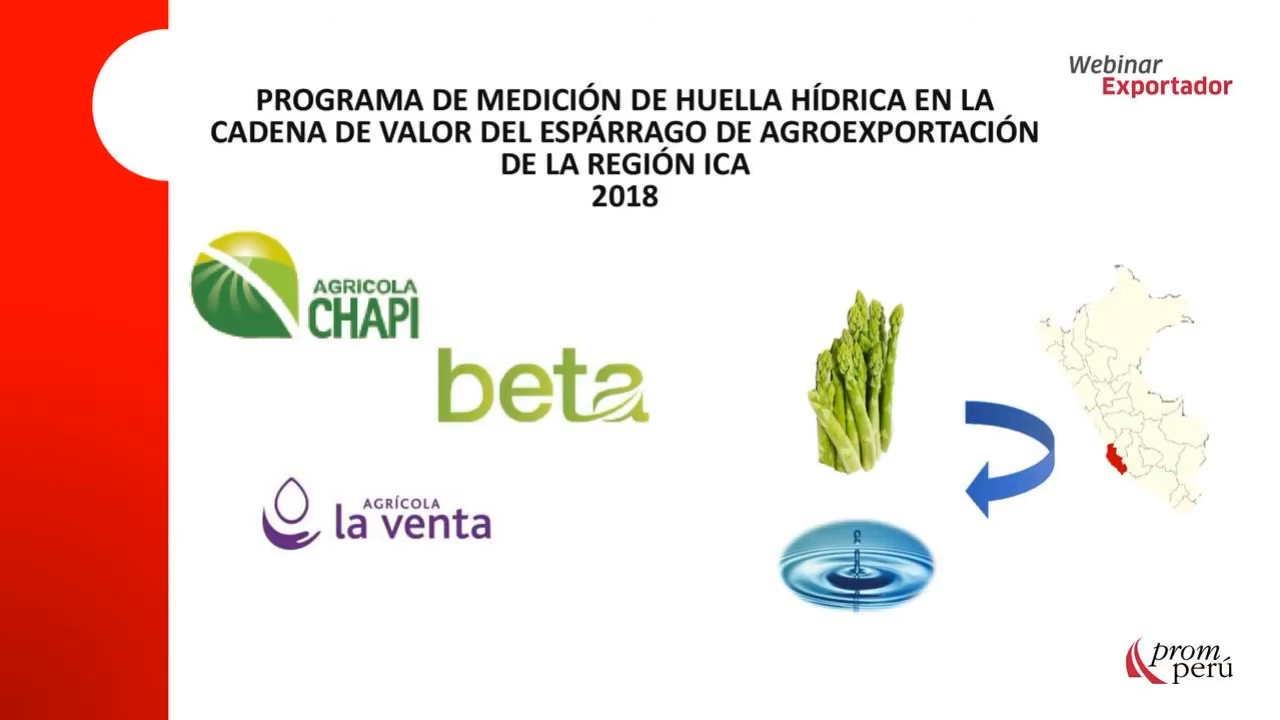 Webinar
Exportador
PROGRAMA DE MEDICIÓN DE HUELLA HÍDRICA EN LA
CADENA DE VALOR DEL ESPÁRRAGO DE AGROEXPORTACIÓN
DE LA REGIÓN ICA
2018
AGRICOLA
CHAPI
beta
AGRÍCOLA
la venta
prom
perú